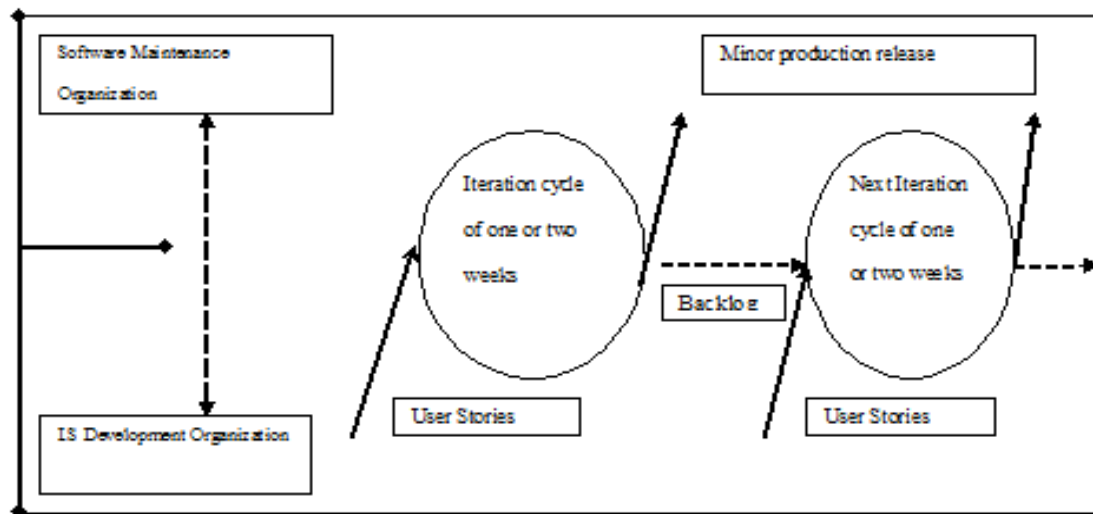 Software Maintenance
Organization
Minor production release
Iteration cycle
of one or two
weeks
Next Iteration
cycle of one
or two weeks
Backlog
User Stories
User Stories
I.S Development Organization